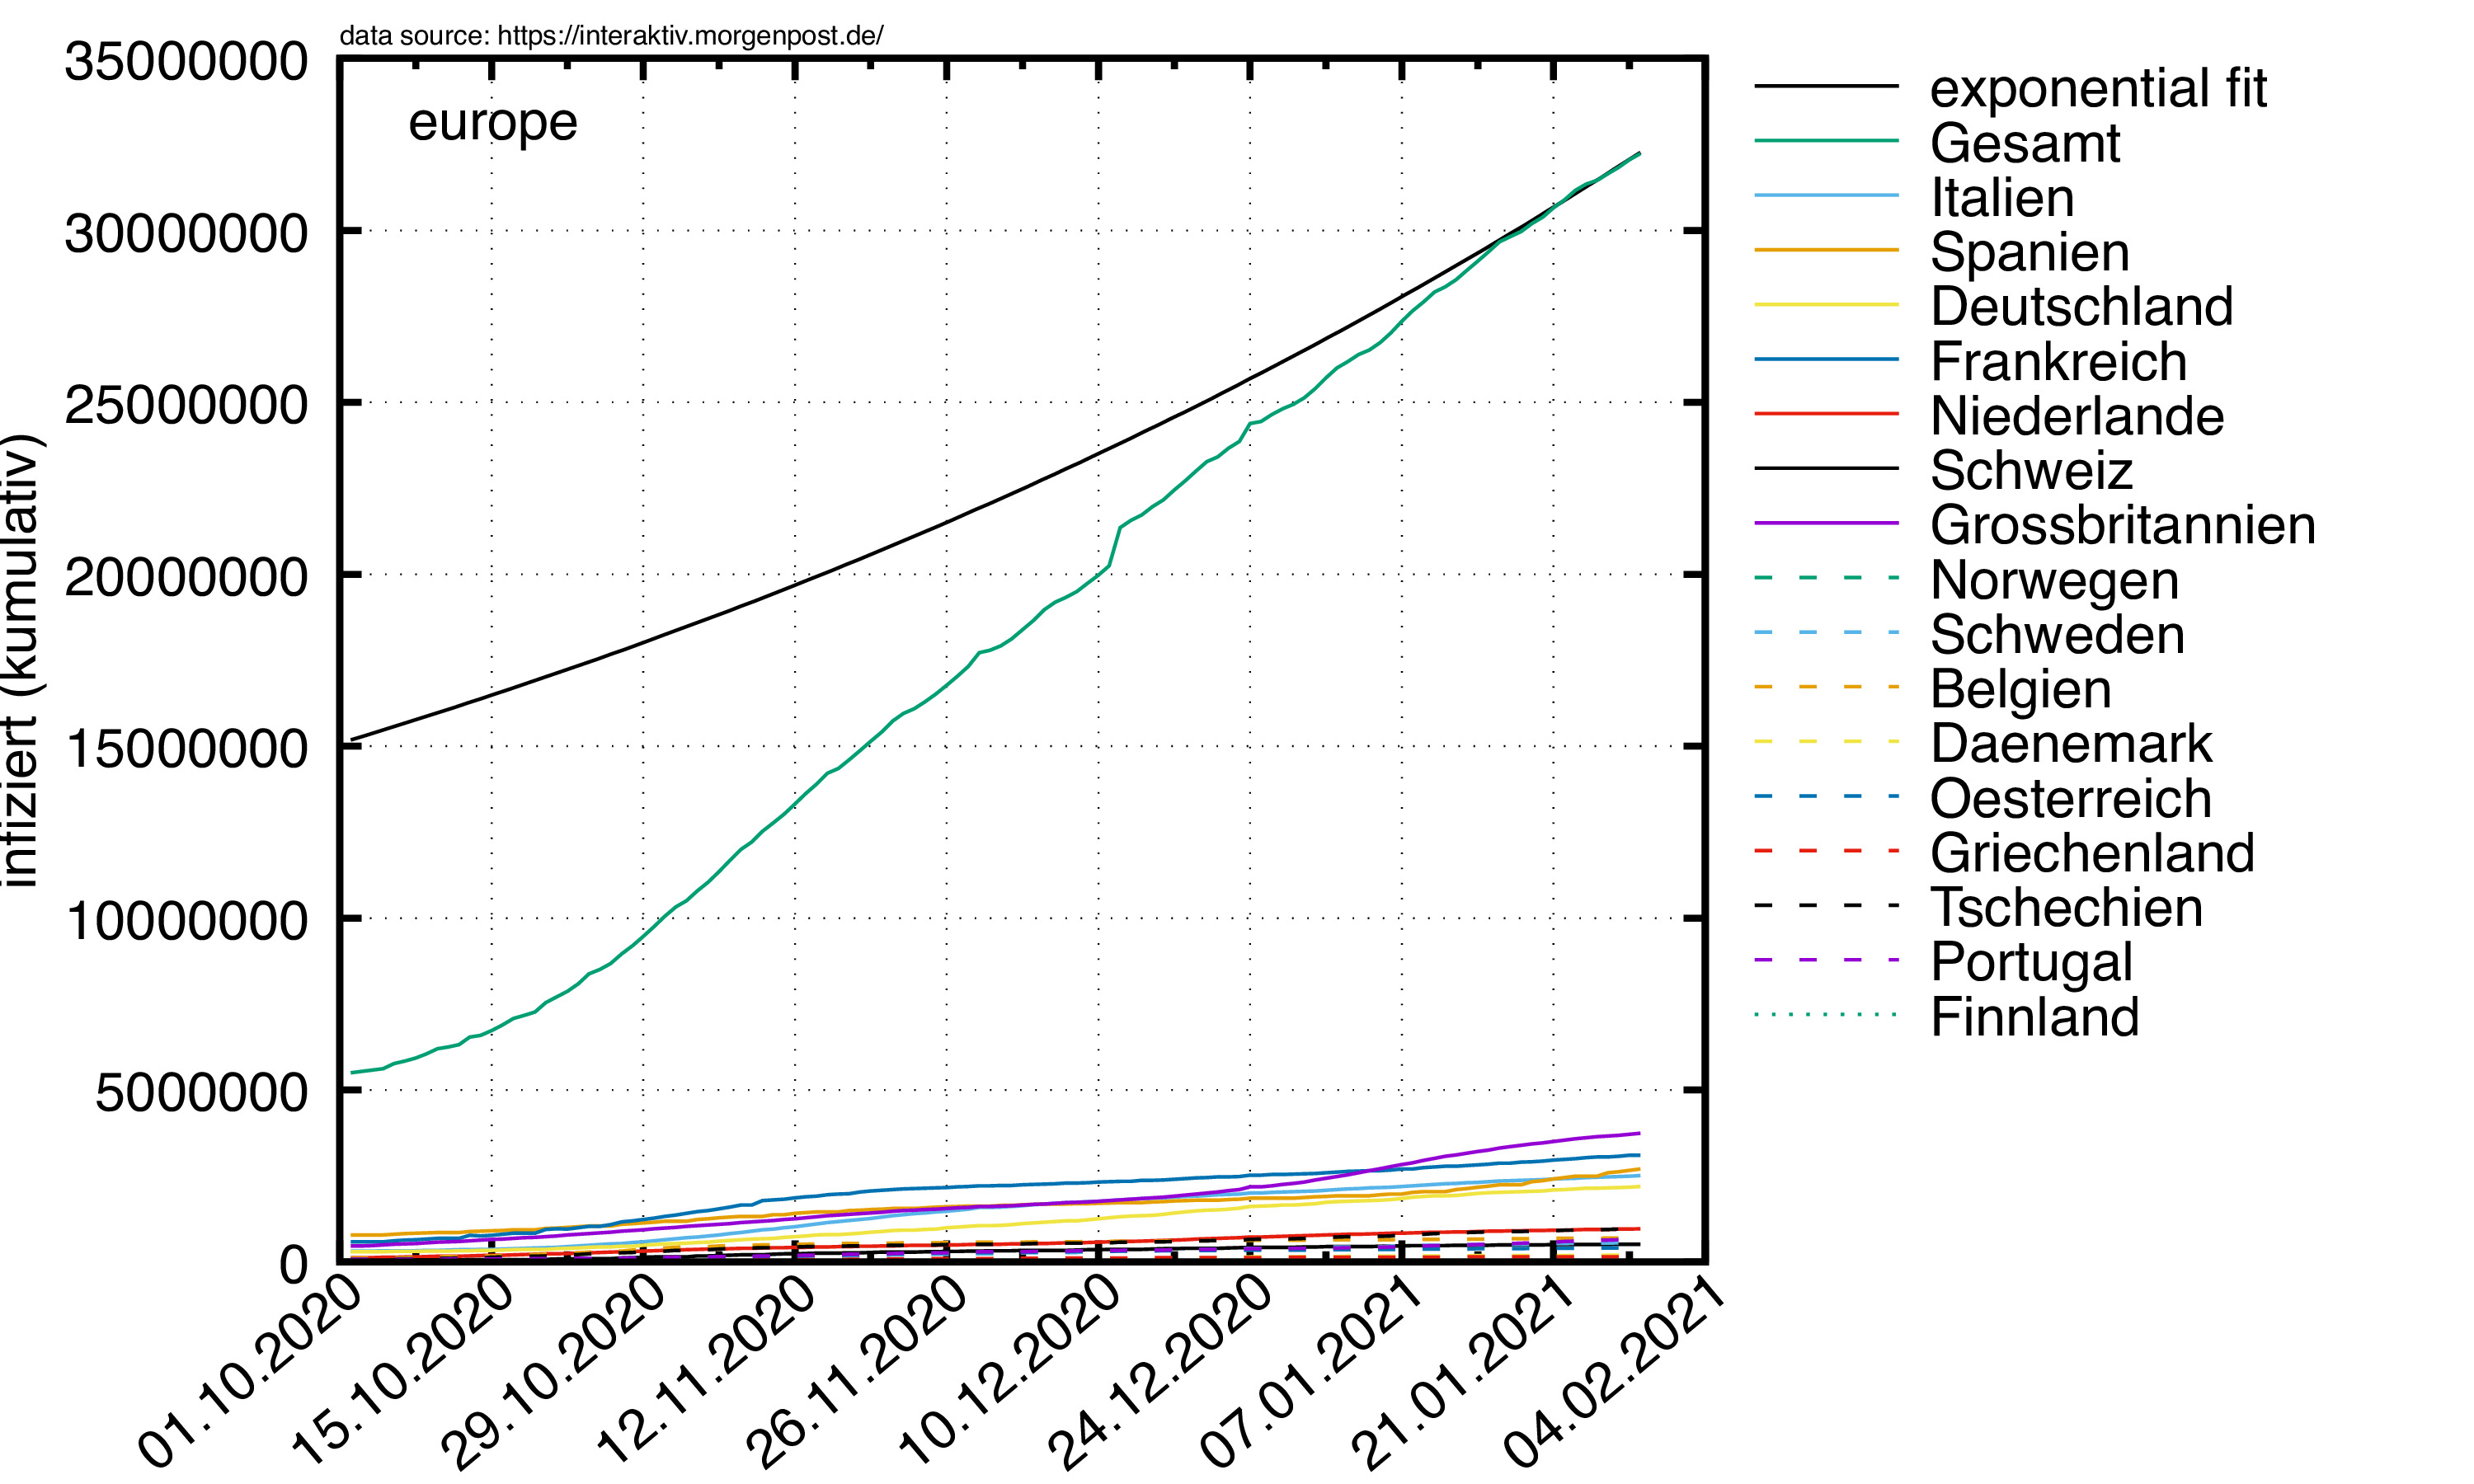 data source: https://interaktiv.morgenpost.de/
europe
infiziert (kumulativ)
35000000
30000000
25000000
20000000
15000000
10000000
5000000
0
01.10.2020
15.10.2020
29.10.2020
12.11.2020
26.11.2020
10.12.2020
24.12.2020
07.01.2021
21.01.2021
04.02.2021
exponential fit
Gesamt
Italien
Spanien
Deutschland
Frankreich
Niederlande
Schweiz
Grossbritannien
Norwegen
Schweden
Belgien
Daenemark
Oesterreich
Griechenland
Tschechien
Portugal
Finnland